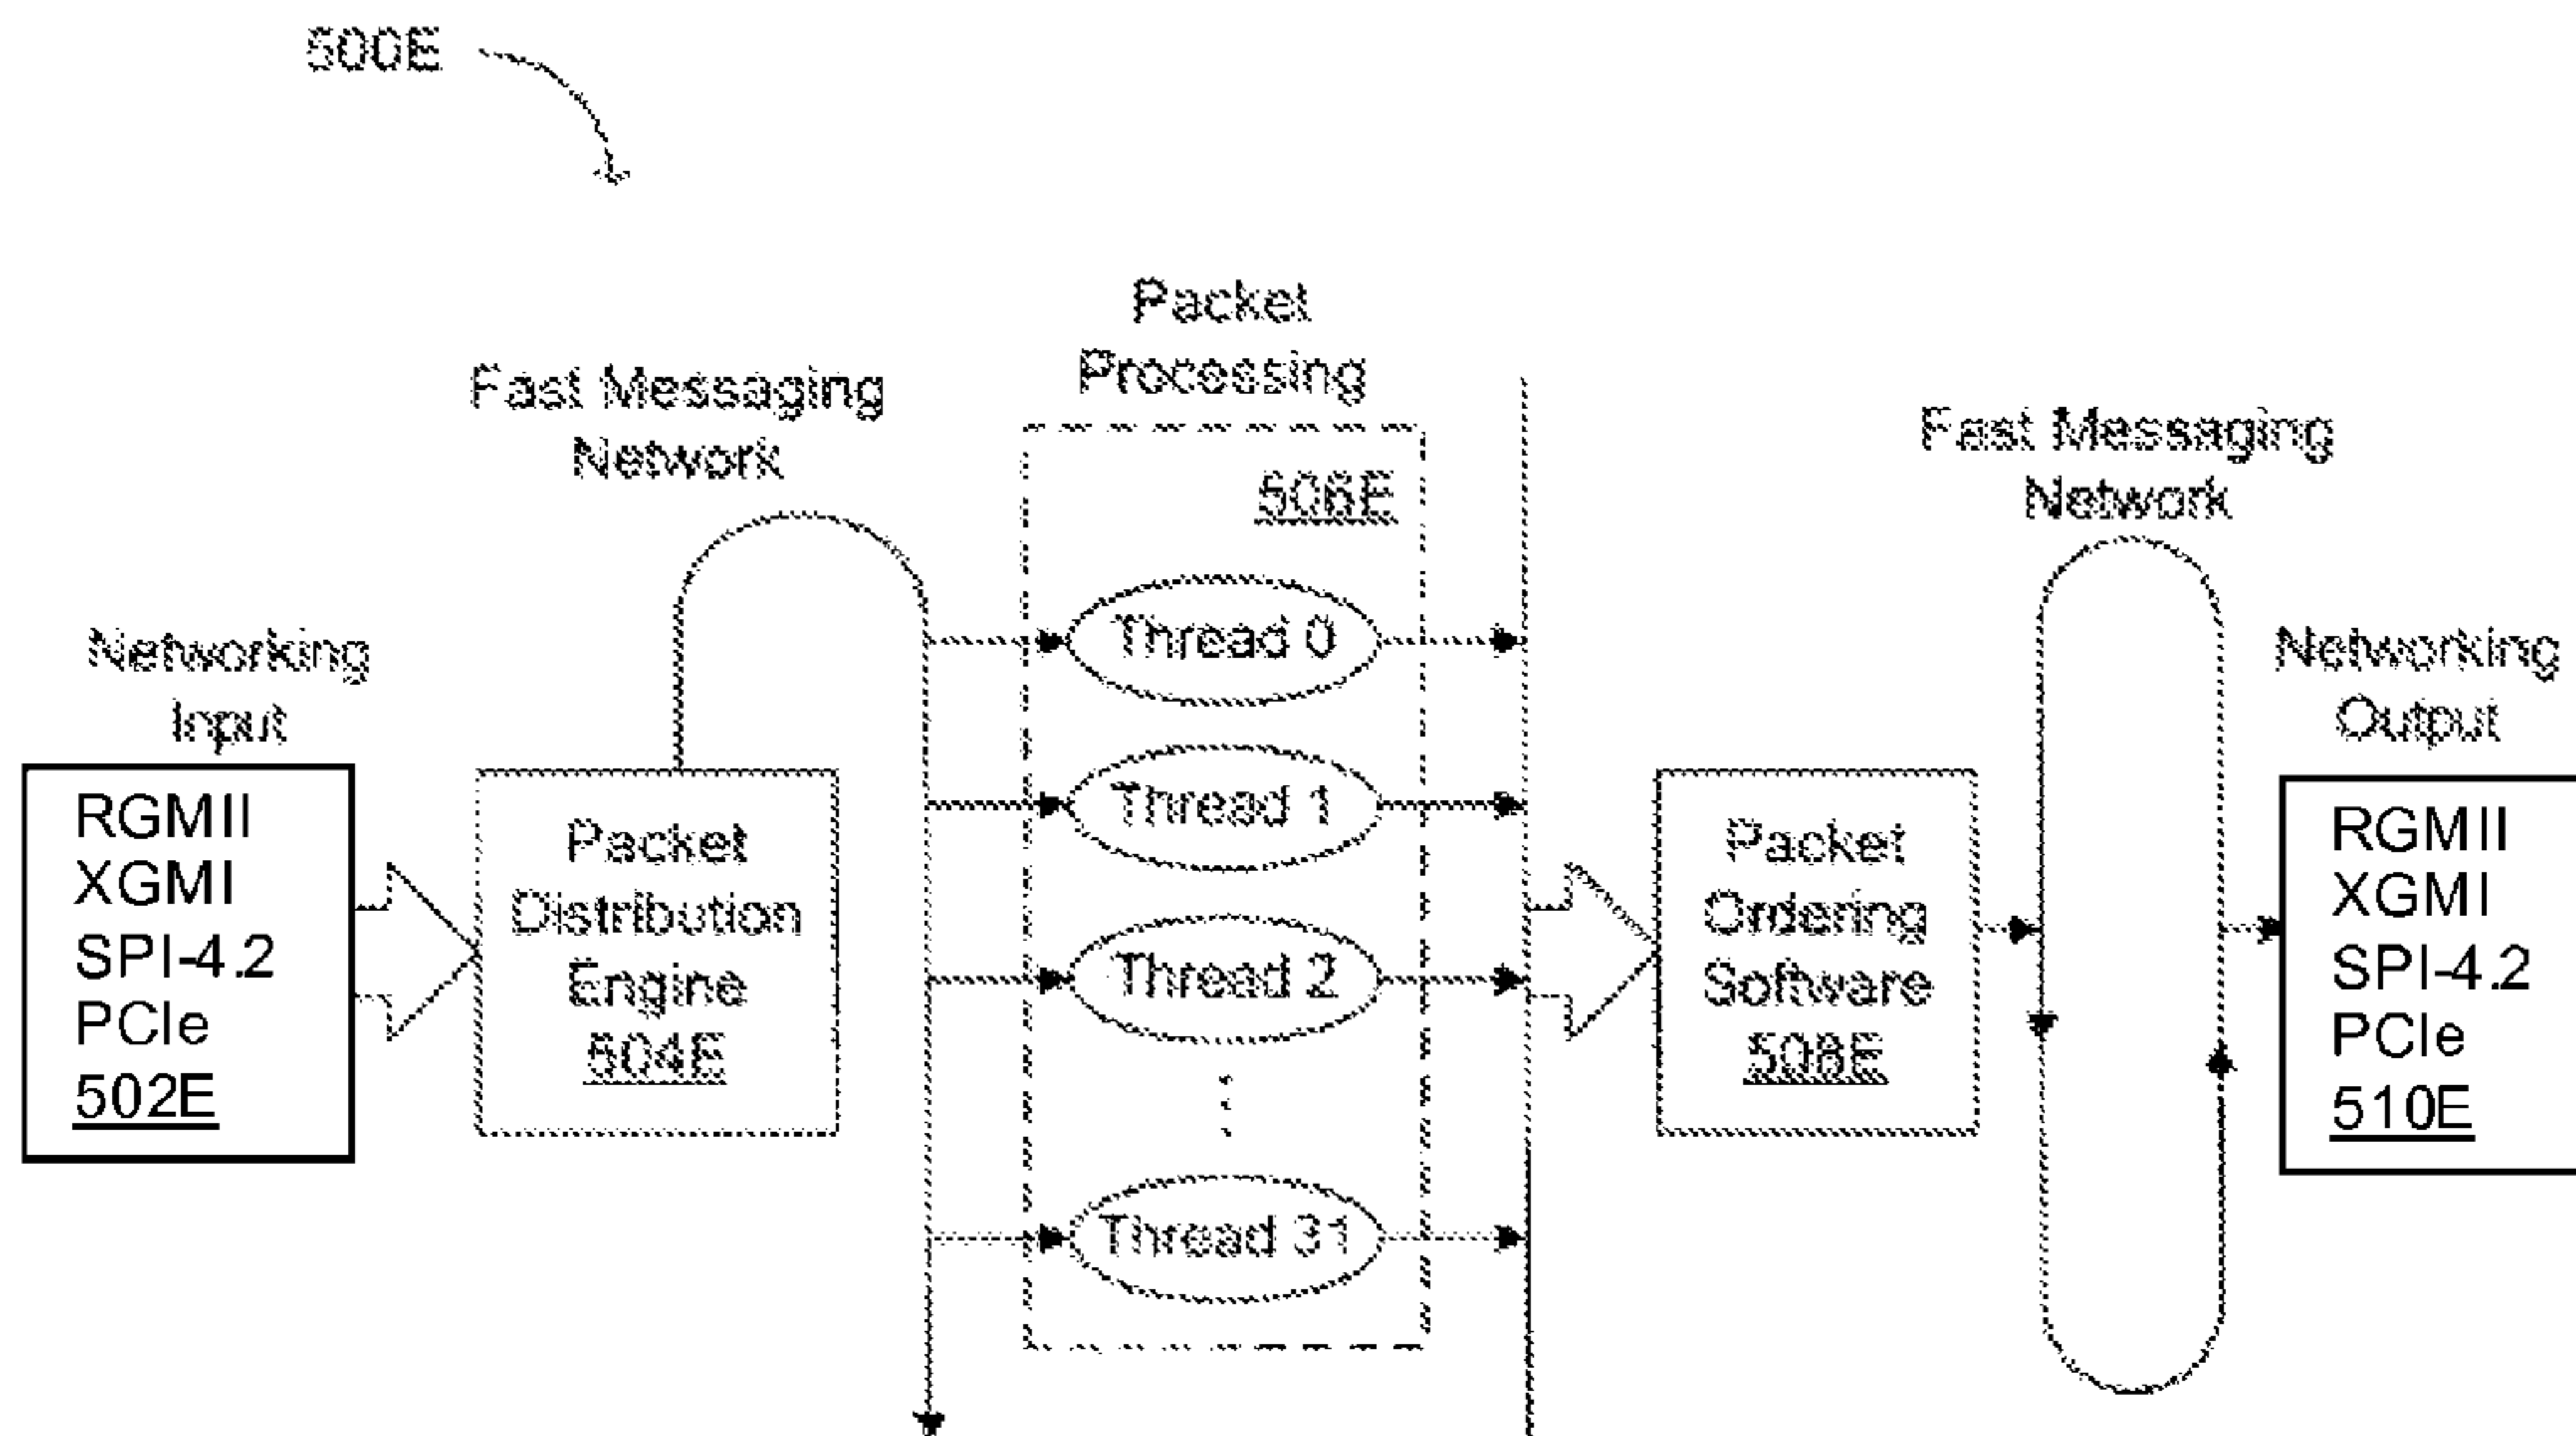 500E
Packet
Processing
Fast Messaging
Network
506E
Fast Messaging
Network
Networking
Input
RGMII
XGMI
SPI-4.2
PCIe
502E
Packet
Distribution
Engine
504E
Thread 0
Thread 1
Thread 2
Thread 31
Packet
Ordering
Software
508E
Networking
Output
RGMII
XGMI
SPI-4.2
PCIe
510E